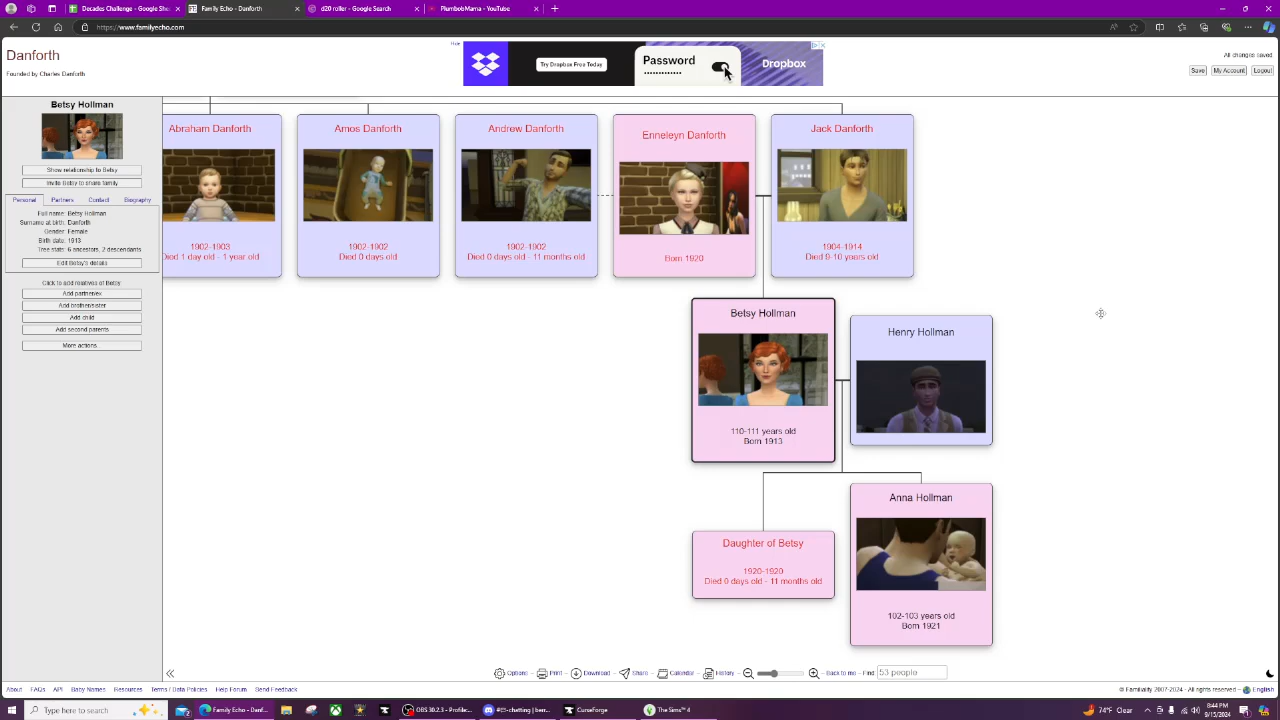 Decades Challenge - Google She
Family Echo - Danforth
d20 roller - Google Search
PlumbobMama - YouTube
https://www.familyecho.com
Danforth
Founded by Charles Danforth
Hide
Try Dropbox Free Today
Password
Dropbox
All changes saved.
Save
My Account
Logout
Betsy Hollman
Show relationship to Betsy
Invite Betsy to share family
Personal
Partners
Contact
Biography
Full name: Betsy Hollman
Surname at birth: Danforth
Gender: Female
Birth date: 1913
Tree stats: 6 ancestors, 2 descendants
Edit Betsy's details
Click to add relatives of Betsy:
Add partner/ex
Add brother/sister
Add child
Add second parents
More actions...
Abraham Danforth
1902-1903
Died 1 day old - 1 year old
Amos Danforth
1902-1902
Died 0 days old
Andrew Danforth
1902-1902
Died 0 days old - 11 months old
Enneleyn Danforth
Born 1920
Jack Danforth
1904-1914
Died 9-10 years old
Betsy Hollman
110-111 years old
Born 1913
Henry Hollman
Daughter of Betsy
1920-1920
Died 0 days old - 11 months old
Anna Hollman
102-103 years old
Born 1921
Options - Print - Download - Share - Calendar - History - Back to me - Find: 53 people
About
FAQs
API
Baby Names
Resources
Terms / Data Policies
Help Forum
Send Feedback
© Familiality 2007-2024 - All rights reserved -
English
Type here to search
Family Echo - Danf...
OBS 30.2.3 - Profile...
#tti-chatting | ben...
CurseForge
The Sims™ 4
74°F Clear
8:44 PM
9/15/2024